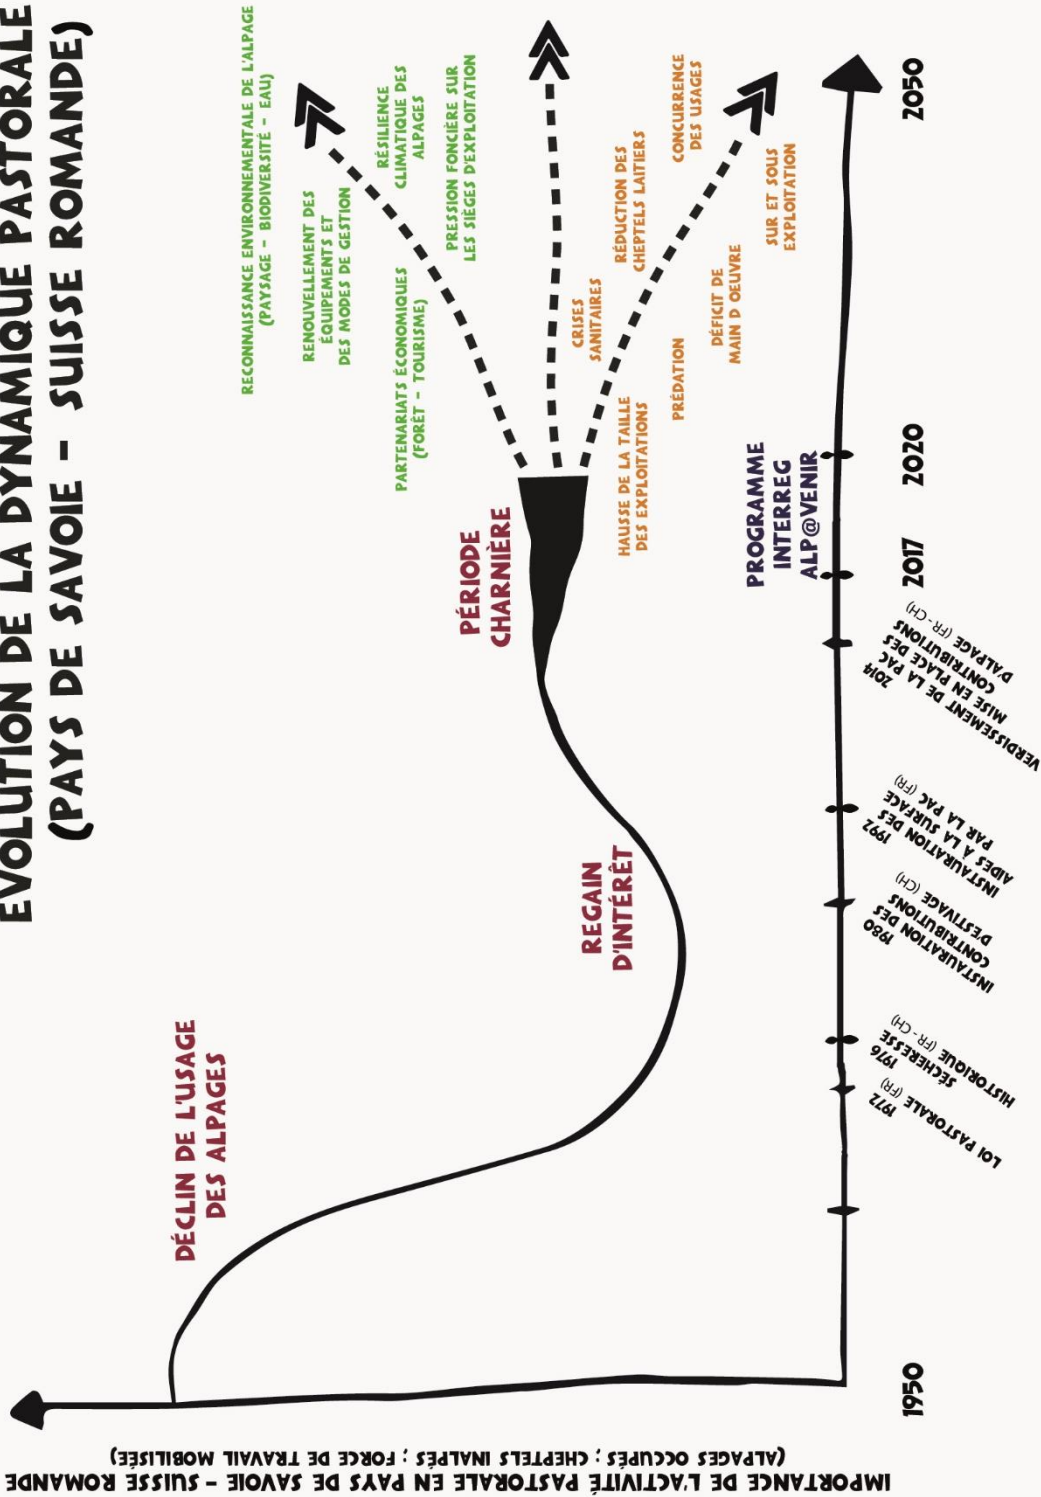 EVOLUTION DE LA DYNAMIQUE PASTORALE
(PAYS DE SAVOIE - SUISSE ROMANDE)
IMPORTANCE DE L'ACTIVITÉ PASTORALE EN PAYS DE SAVOIE - SUISSE ROMANDE
(ALPAGES OCCUPÉS ; CHEPTELS INALPÉS ; FORCE DE TRAVAIL MOBILISÉE)
DÉCLIN DE L'USAGE
DES ALPAGES
REGAIN
D'INTÉRÊT
PÉRIODE
CHARNIÈRE
RECONNAISSANCE ENVIRONNEMENTALE DE L'ALPAGE
(PAYSAGE - BIODIVERSITÉ - EAU)
RENOUVELLEMENT DES
ÉQUIPEMENTS ET
DES MODES DE GESTION
RÉSILIENCE
CLIMATIQUE DES
ALPAGES
PARTENARIATS ÉCONOMIQUES
(FORÊT - TOURISME)
PRESSION FONCIÈRE SUR
LES SIÈGES D'EXPLOITATION
CRISES
SANITAIRES
RÉDUCTION DES
CHEPTELS LAITIERS
CONCURRENCE
DES USAGES
HAUSSE DE LA TAILLE
DES EXPLOITATIONS
PRÉDATION
DÉFICIT DE
MAIN D OEUVRE
SUR ET SOUS
EXPLOITATION
PROGRAMME
INTERREG
ALP@VENIR
1950
1972
LOI PASTORALE (FR)
1976
SÉCHERESSE
HISTORIQUE (FR - CH)
1980
INSTAURATION DES
CONTRIBUTIONS
D'ESTIVAGE (CH)
1992
INSTAURATION DES
AIDES À LA SURFACE
PAR LA PAC (FR)
2014
VERDISSEMENT DE LA PAC
MISE EN PLACE DES
CONTRIBUTIONS
D'ALPAGE (FR - CH)
2017
2020
2050